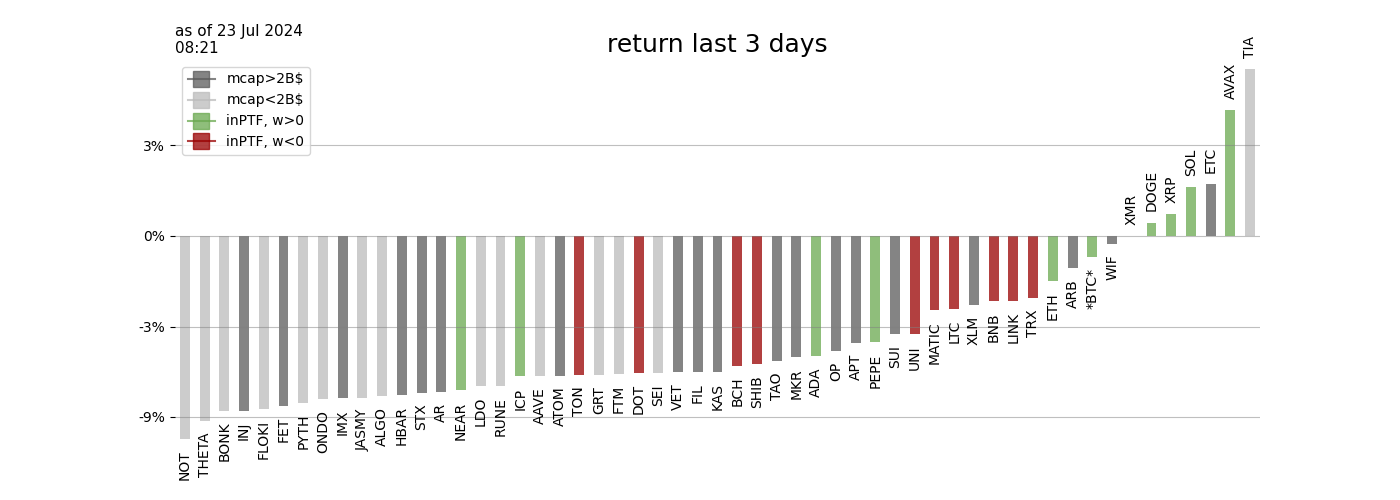 as of 23 Jul 2024
08:21
return last 3 days
mcap>2B$
mcap<2B$
inPTF, w>0
inPTF, w<0
3%
0%
-3%
-9%
NOT
THETA
BONK
INJ
FLOKI
FET
PYTH
ONDO
IMX
JASMY
ALGO
HBAR
STX
AR
NEAR
LDO
RUNE
ICP
AAVE
ATOM
TON
GRT
FTM
DOT
SEI
VET
FIL
KAS
BCH
SHIB
TAO
MKR
ADA
OP
APT
PEPE
SUI
UNI
MATIC
LTC
XLM
BNB
LINK
TRX
ETH
ARB
*BTC*
WIF
XMR
DOGE
XRP
SOL
ETC
AVAX
TIA